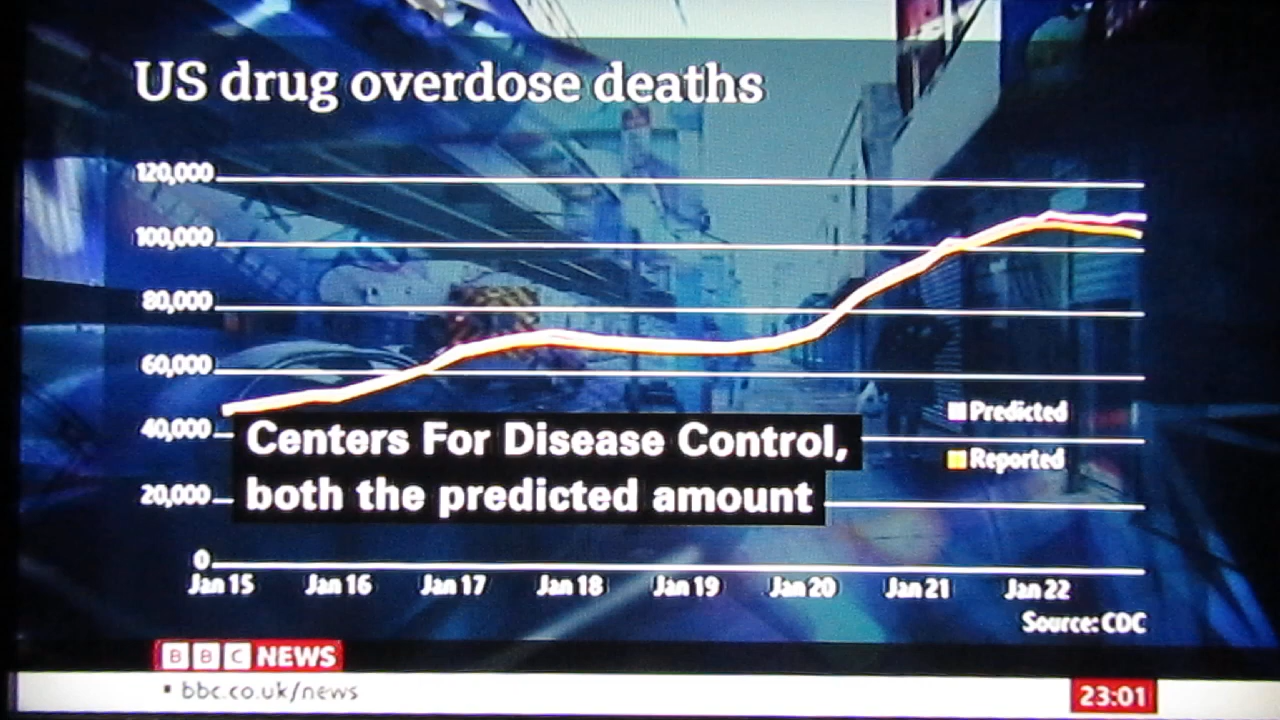 US drug overdose deaths
120,000
100,000
80,000
60,000
40,000
20,000
0
Predicted
Reported
Centers For Disease Control,
both the predicted amount
Jan 15 Jan 16 Jan 17 Jan 18 Jan 19 Jan 20 Jan 21 Jan 22
Source: CDC
BBC NEWS
bbc.co.uk/news
23:01